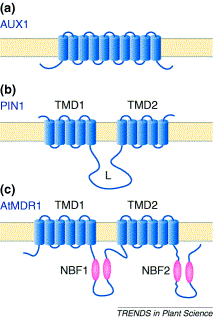 (a)
AUX1
(b)
PIN1
TMD1 TMD2
L
(c)
AtMDR1
TMD1 TMD2
NBF1 NBF2
TRENDS in Plant Science